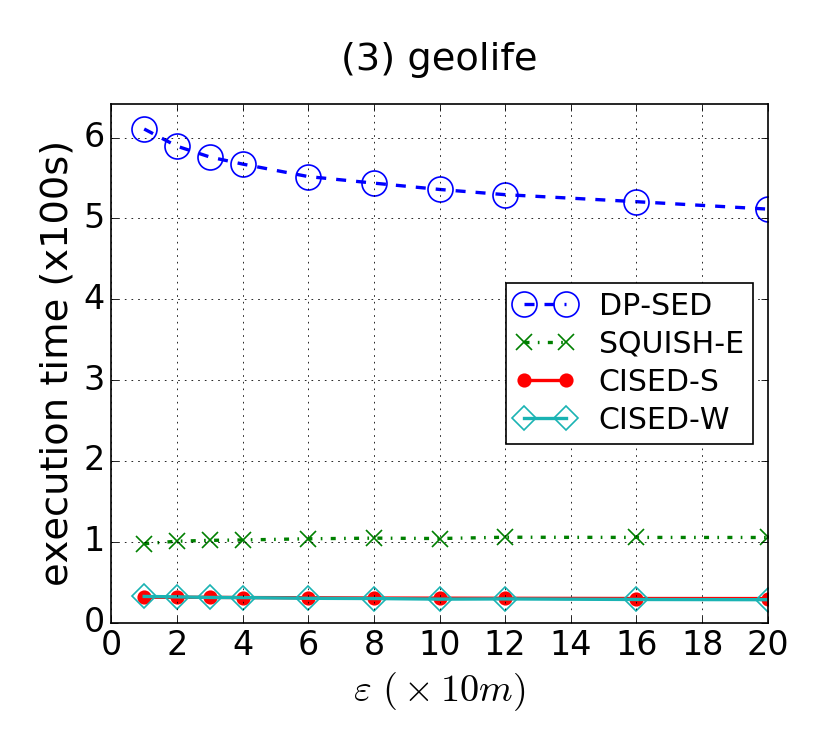 (3) geolife
execution time (x100s)
6
5
4
3
2
1
0
DP-SED
SQUISH-E
CISED-S
CISED-W
0 2 4 6 8 10 12 14 16 18 20
ε (×10m)